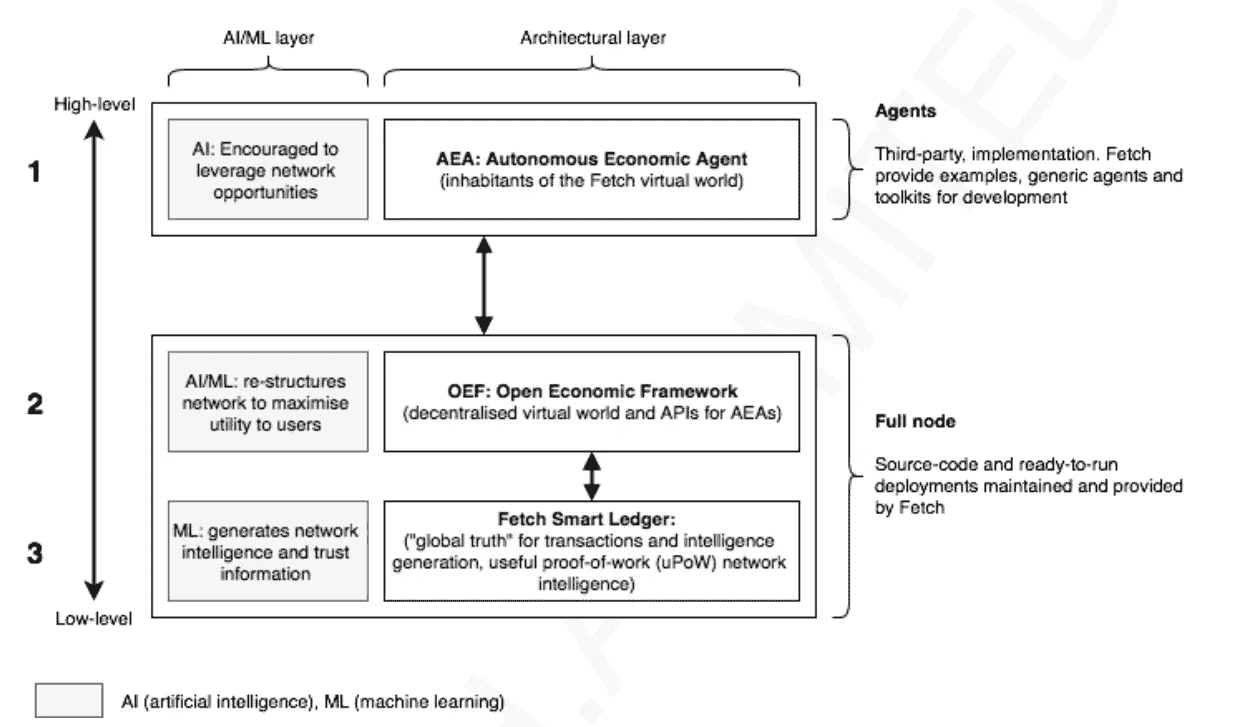 AI/ML layer
Architectural layer
High-level
1
AI: Encouraged to
leverage network
opportunities
AEA: Autonomous Economic Agent
(inhabitants of the Fetch virtual world)
Agents
Third-party, implementation. Fetch
provide examples, generic agents and
toolkits for development
2
AI/ML: re-structures
network to maximise
utility to users
OEF: Open Economic Framework
(decentralised virtual world and APIs for AEAs)
Full node
Source-code and ready-to-run
deployments maintained and provided
by Fetch
3
ML: generates network
intelligence and trust
information
Fetch Smart Ledger:
("global truth" for transactions and intelligence
generation, useful proof-of-work (uPoW) network
intelligence)
Low-level
AI (artificial intelligence), ML (machine learning)